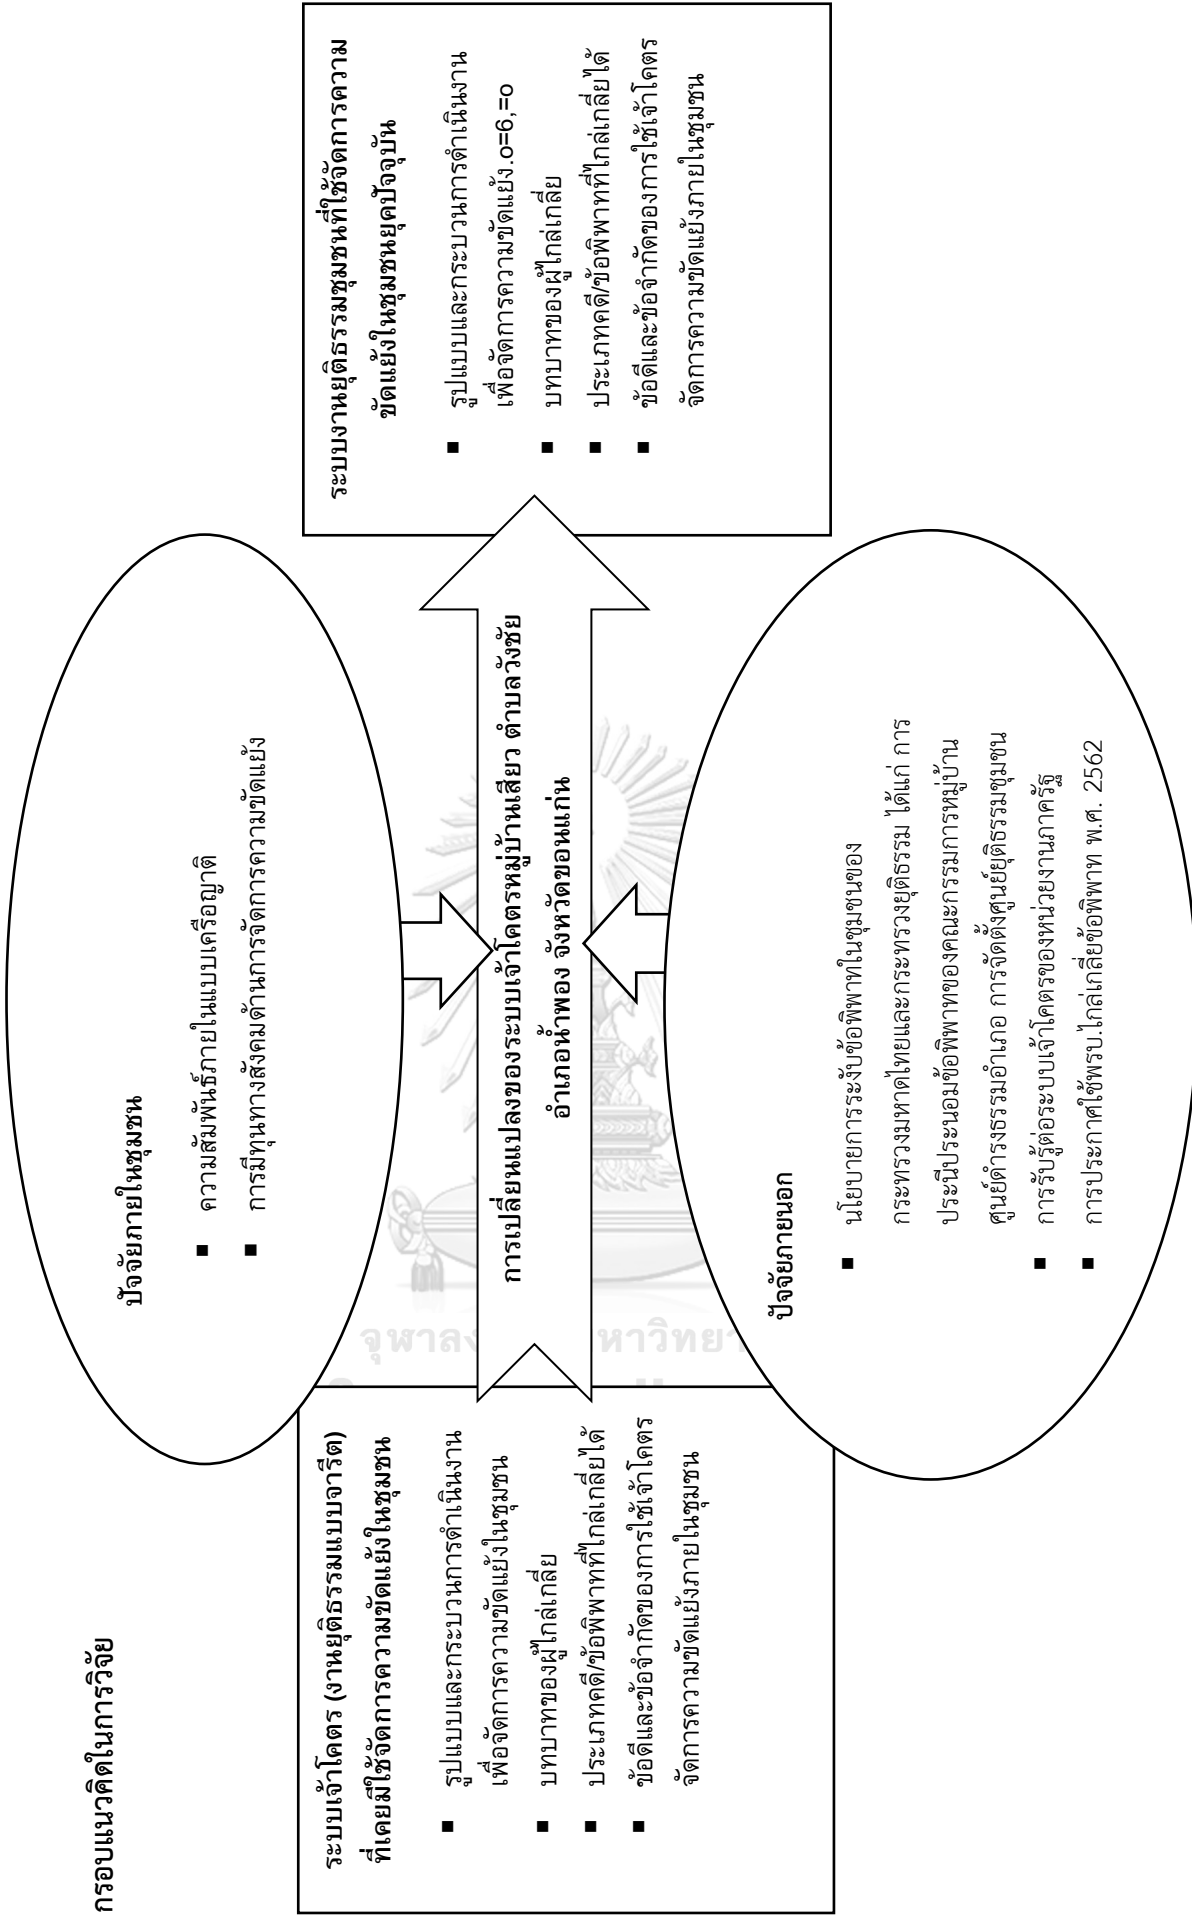 กรอบแนวคิดในการวิจัย
ระบบเจ้าโคตร (งานยุติธรรมแบบจารีต)
ที่เคยมีใช้จัดการความขัดแย้งในชุมชน
▪ รูปแบบและกระบวนการดำเนินงาน
เพื่อจัดการความขัดแย้งในชุมชน
▪ บทบาทของผู้ไกล่เกลี่ย
▪ ประเภทคดี/ข้อพิพาทที่ไกล่เกลี่ยได้
▪ ข้อดีและข้อจำกัดของการใช้เจ้าโคตร
จัดการความขัดแย้งภายในชุมชน
ปัจจัยภายในชุมชน
▪ ความสัมพันธ์ภายในแบบเครือญาติ
▪ การมีทุนทางสังคมด้านการจัดการความขัดแย้ง
การเปลี่ยนแปลงของระบบเจ้าโคตรหมู่บ้านเสียว ตำบลวังชัย
อำเภอน้ำพอง จังหวัดขอนแก่น
ปัจจัยภายนอก
▪ นโยบายการระงับข้อพิพาทในชุมชนของ
กระทรวงมหาดไทยและกระทรวงยุติธรรม ได้แก่ การ
ประนีประนอมข้อพิพาทของคณะกรรมการหมู่บ้าน
ศูนย์ดำรงธรรมอำเภอ การจัดตั้งศูนย์ยุติธรรมชุมชน
▪ การรับรู้ต่อระบบเจ้าโคตรของหน่วยงานภาครัฐ
▪ การประกาศใช้พรบ.ไกล่เกลี่ยข้อพิพาท พ.ศ. 2562
ระบบงานยุติธรรมชุมชนที่ใช้จัดการความ
ขัดแย้งในชุมชนยุคปัจจุบัน
▪ รูปแบบและกระบวนการดำเนินงาน
เพื่อจัดการความขัดแย้ง.o=6,=o
▪ บทบาทของผู้ไกล่เกลี่ย
▪ ประเภทคดี/ข้อพิพาทที่ไกล่เกลี่ยได้
▪ ข้อดีและข้อจำกัดของการใช้เจ้าโคตร
จัดการความขัดแย้งภายในชุมชน